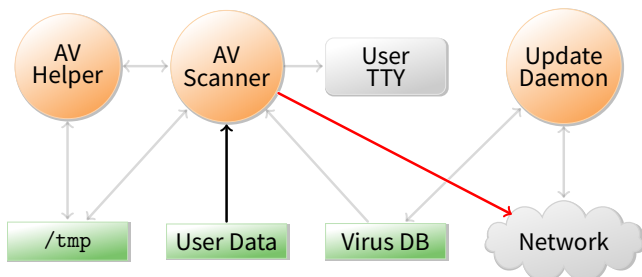 AV
Helper
AV
Scanner
User
TTY
Update
Daemon
/tmp
User Data
Virus DB
Network